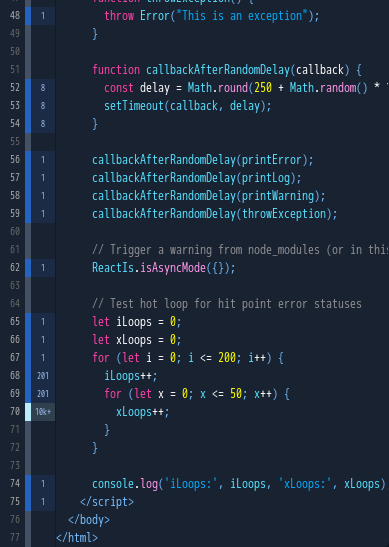 function throwException() {
48 1 throw Error("This is an exception");
49 }
50
51 function callbackAfterRandomDelay(callback) {
52 8 const delay = Math.round(250 + Math.random() *
53 8 setTimeout(callback, delay);
54 8 }
55
56 1 callbackAfterRandomDelay(printError);
57 1 callbackAfterRandomDelay(printLog);
58 1 callbackAfterRandomDelay(printWarning);
59 1 callbackAfterRandomDelay(throwException);
60
61 // Trigger a warning from node_modules (or in this
62 1 ReactIs.isAsyncMode({});
63
64 // Test hot loop for hit point error statuses
65 1 let iLoops = 0;
66 1 let xLoops = 0;
67 1 for (let i = 0; i <= 200; i++) {
68 201 iLoops++;
69 201 for (let x = 0; x <= 50; x++) {
70 10k+ xLoops++;
71 }
72 }
73
74 1 console.log('iLoops:', iLoops, 'xLoops:', xLoops)
75 1 </script>
76 </body>
77 </html>